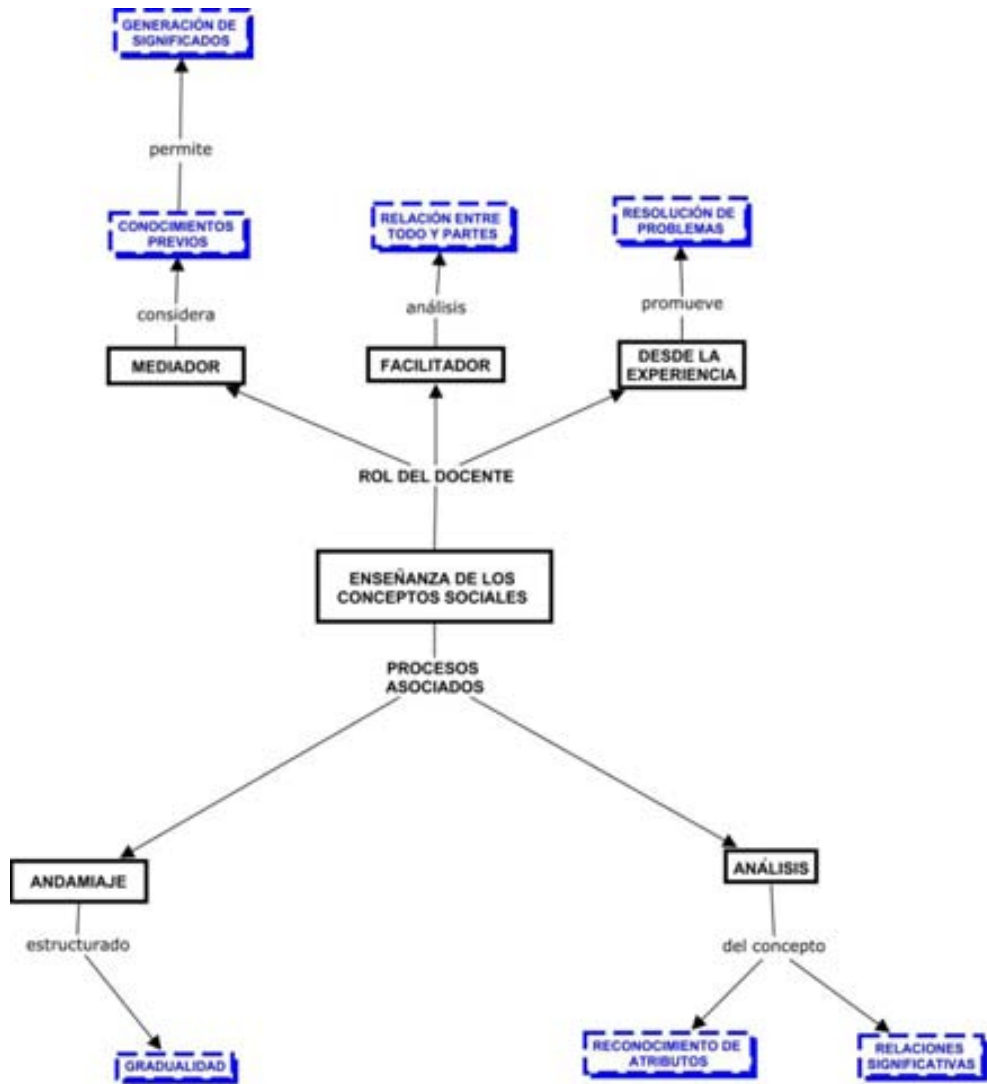 GENERACIÓN DE
SIGNIFICADOS
permite
CONOCIMIENTOS
PREVIOS
RELACIÓN ENTRE
TODO Y PARTES
RESOLUCIÓN DE
PROBLEMAS
considera
análisis
promueve
MEDIADOR
FACILITADOR
DESDE LA
EXPERIENCIA
ROL DEL DOCENTE
ENSEÑANZA DE LOS
CONCEPTOS SOCIALES
PROCESOS
ASOCIADOS
ANDAMIAJE
ANÁLISIS
estructurado
del concepto
GRADUALIDAD
RECONOCIMIENTO DE
ATRIBUTOS
RELACIONES
SIGNIFICATIVAS